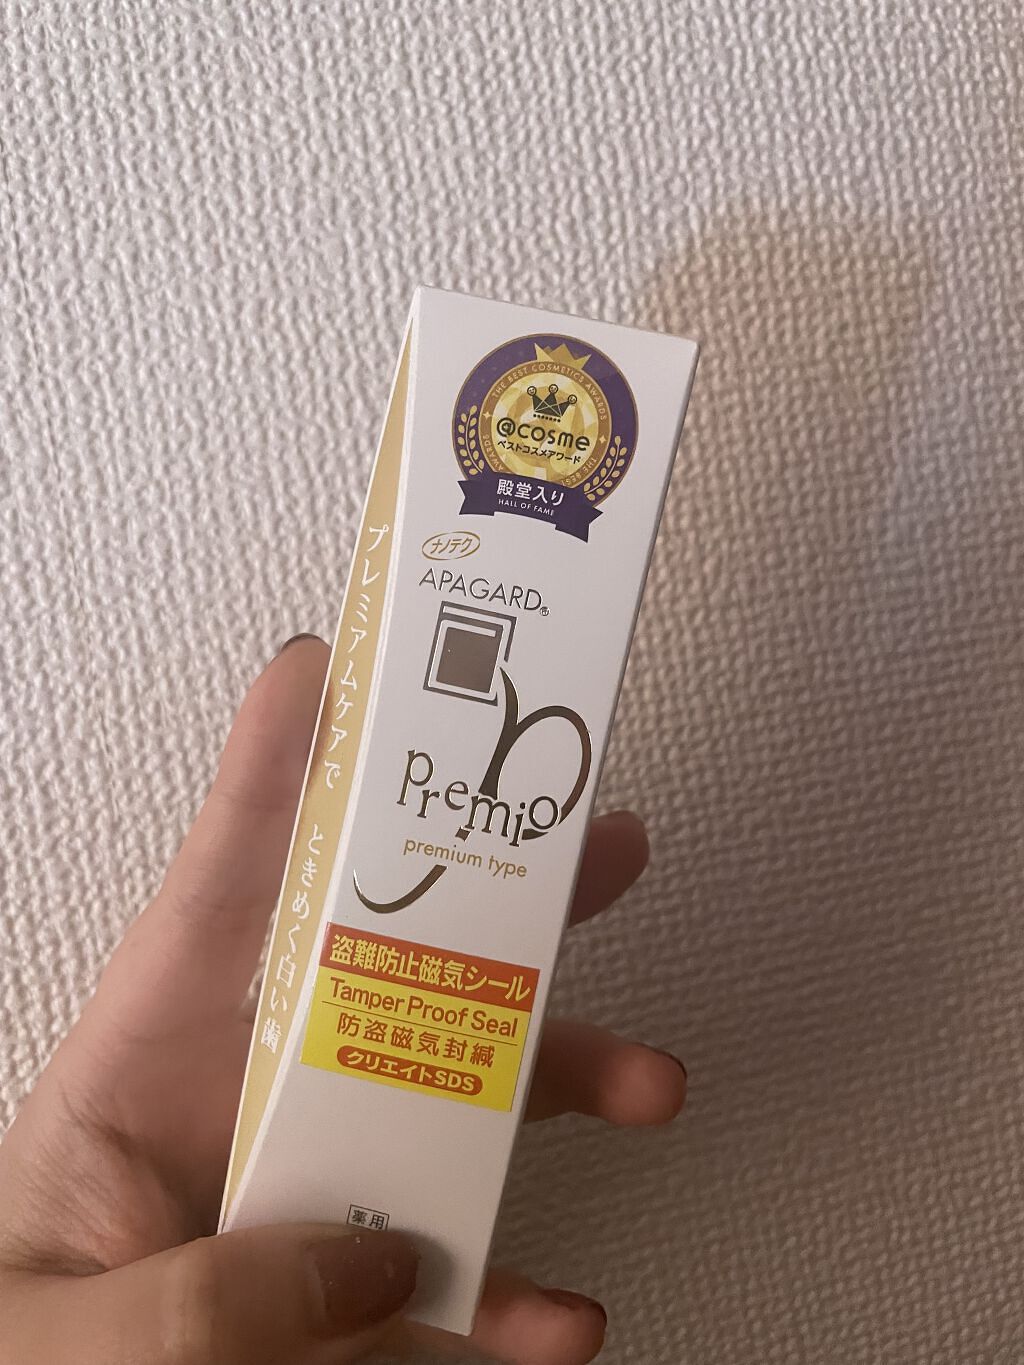 THE BEST COSMETICS AWARDS
@cosme
ベストコスメアワード
殿堂入り
HALL OF FAME
ナノテク
APAGARD®
premio
premium type
盗難防止磁気シール
Tamper Proof Seal
防盗磁気封緘
クリエイトSDS
薬用
プレミアムケアで ときめく白い歯